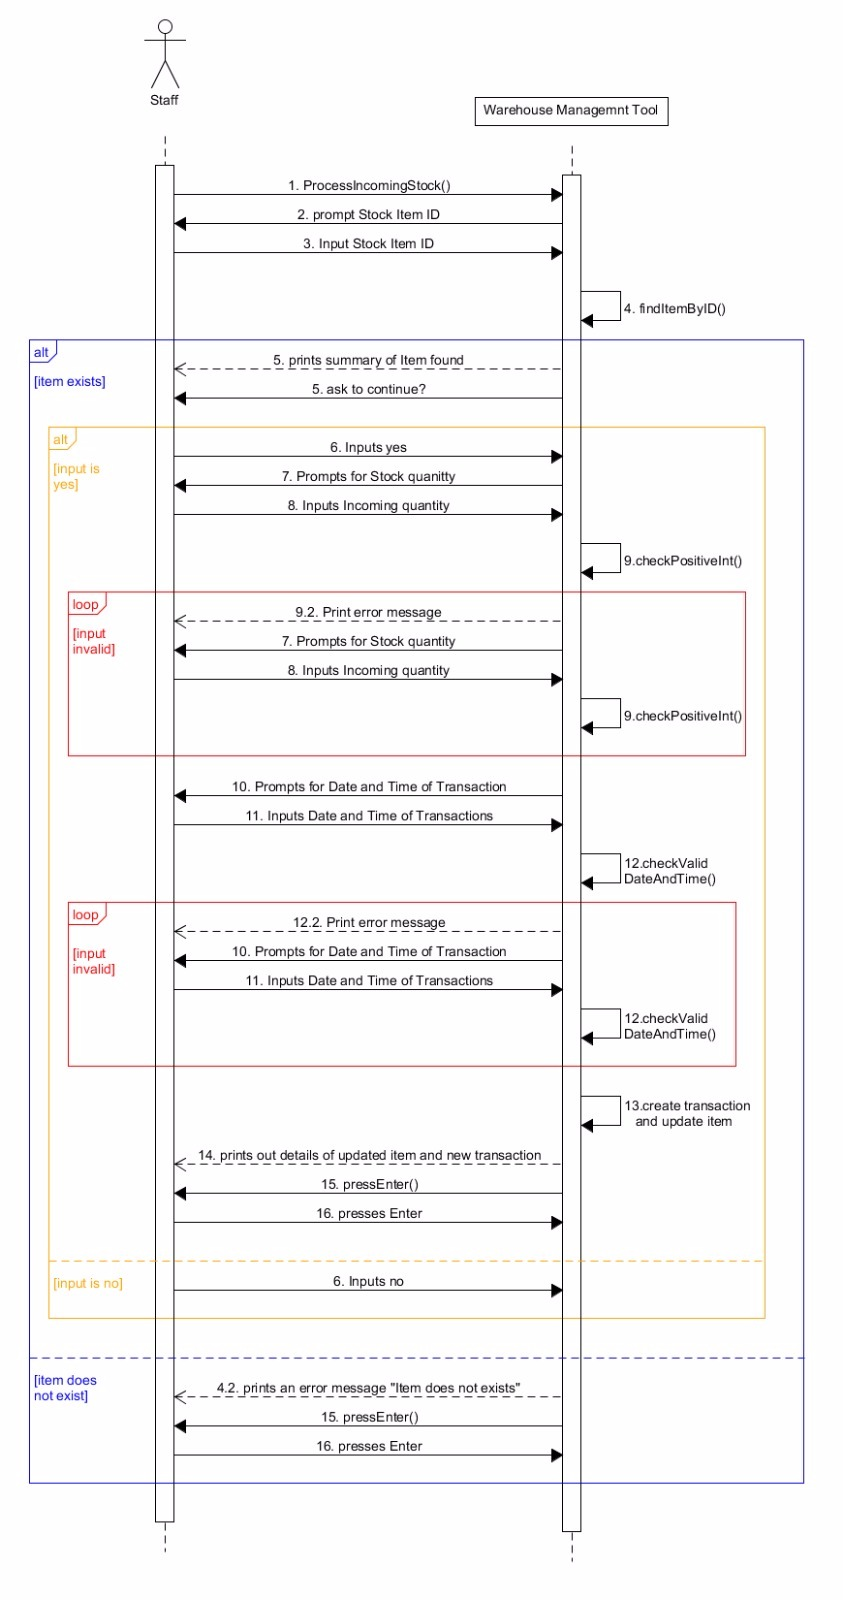 Staff
Warehouse Managemnt Tool
1. ProcessIncomingStock()
2. prompt Stock Item ID
3. Input Stock Item ID
4. findItemByID()
alt
[item exists]
5. prints summary of Item found
5. ask to continue?
alt
[input is
yes]
6. Inputs yes
7. Prompts for Stock quanitty
8. Inputs Incoming quantity
9.checkPositiveInt()
loop
[input
invalid]
9.2. Print error message
7. Prompts for Stock quantity
8. Inputs Incoming quantity
9.checkPositiveInt()
10. Prompts for Date and Time of Transaction
11. Inputs Date and Time of Transactions
12.checkValid
DateAndTime()
loop
[input
invalid]
12.2. Print error message
10. Prompts for Date and Time of Transaction
11. Inputs Date and Time of Transactions
12.checkValid
DateAndTime()
13.create transaction
and update item
14. prints out details of updated item and new transaction
15. pressEnter()
16. presses Enter
[input is no]
6. Inputs no
[item does
not exist]
4.2. prints an error message "Item does not exists"
15. pressEnter()
16. presses Enter